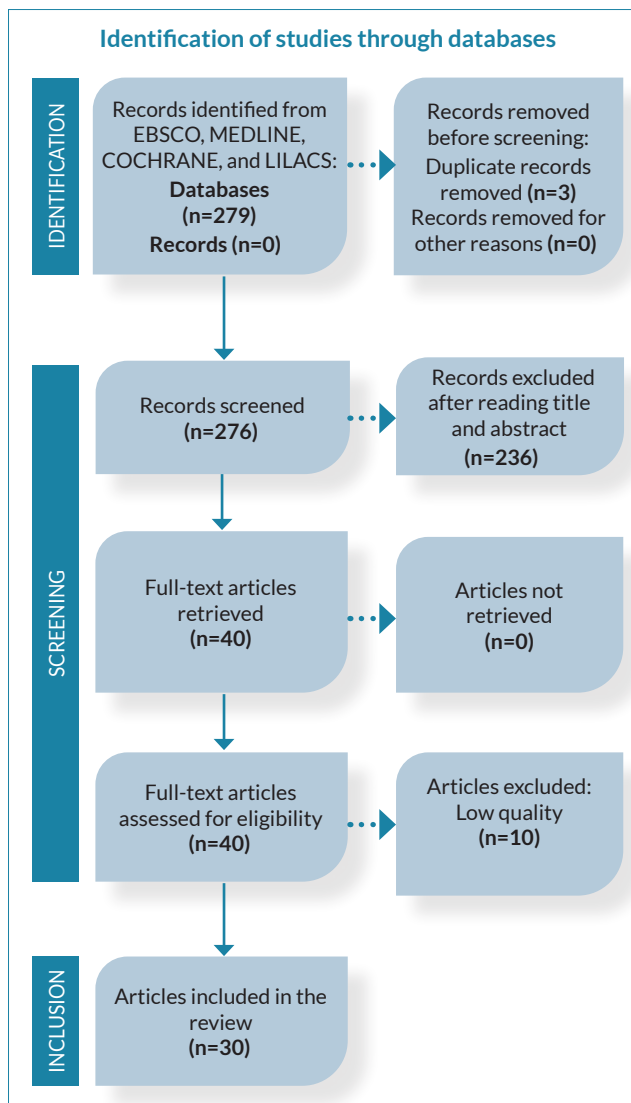 Identification of studies through databases
IDENTIFICATION
Records identified from
EBSCO, MEDLINE,
COCHRANE, and LILACS:
Databases
(n=279)
Records (n=0)
Records removed
before screening:
Duplicate records
removed (n=3)
Records removed for
other reasons (n=0)
SCREENING
Records screened
(n=276)
Records excluded
after reading title
and abstract
(n=236)
Full-text articles
retrieved
(n=40)
Articles not
retrieved
(n=0)
Full-text articles
assessed for eligibility
(n=40)
Articles excluded:
Low quality
(n=10)
INCLUSION
Articles included in the
review
(n=30)